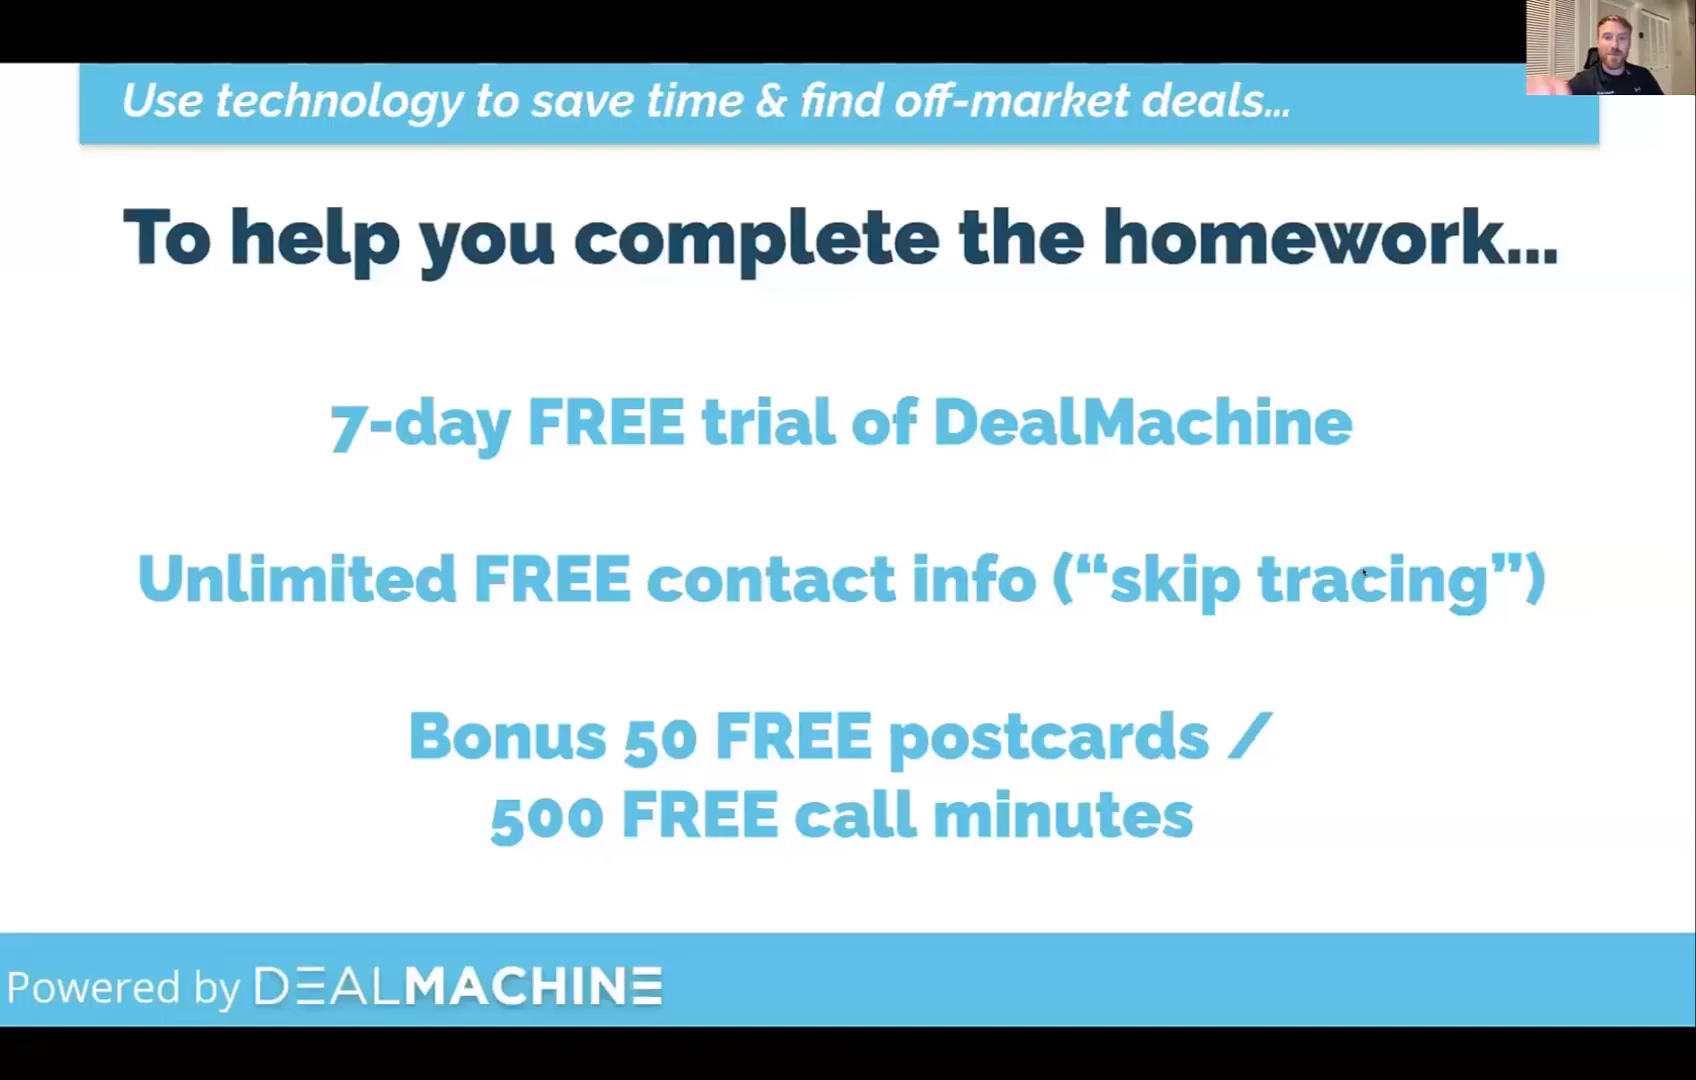 Use technology to save time & find off-market deals...
To help you complete the homework...
7-day FREE trial of DealMachine
Unlimited FREE contact info (“skip tracing”)
Bonus 50 FREE postcards /
500 FREE call minutes
Powered by DEALMACHINE